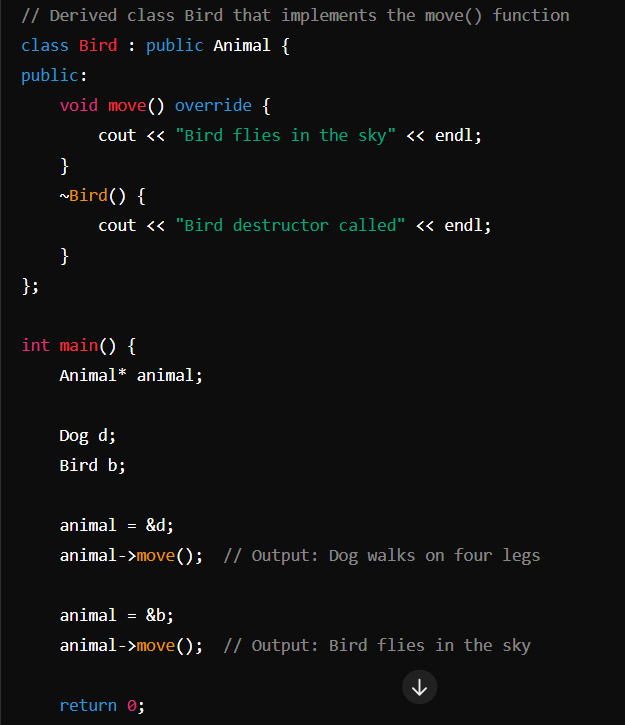 // Derived class Bird that implements the move() function
class Bird : public Animal {
public:
    void move() override {
        cout << "Bird flies in the sky" << endl;
    }
    ~Bird() {
        cout << "Bird destructor called" << endl;
    }
};

int main() {
    Animal* animal;

    Dog d;
    Bird b;

    animal = &d;
    animal->move();  // Output: Dog walks on four legs

    animal = &b;
    animal->move();  // Output: Bird flies in the sky

    return 0;